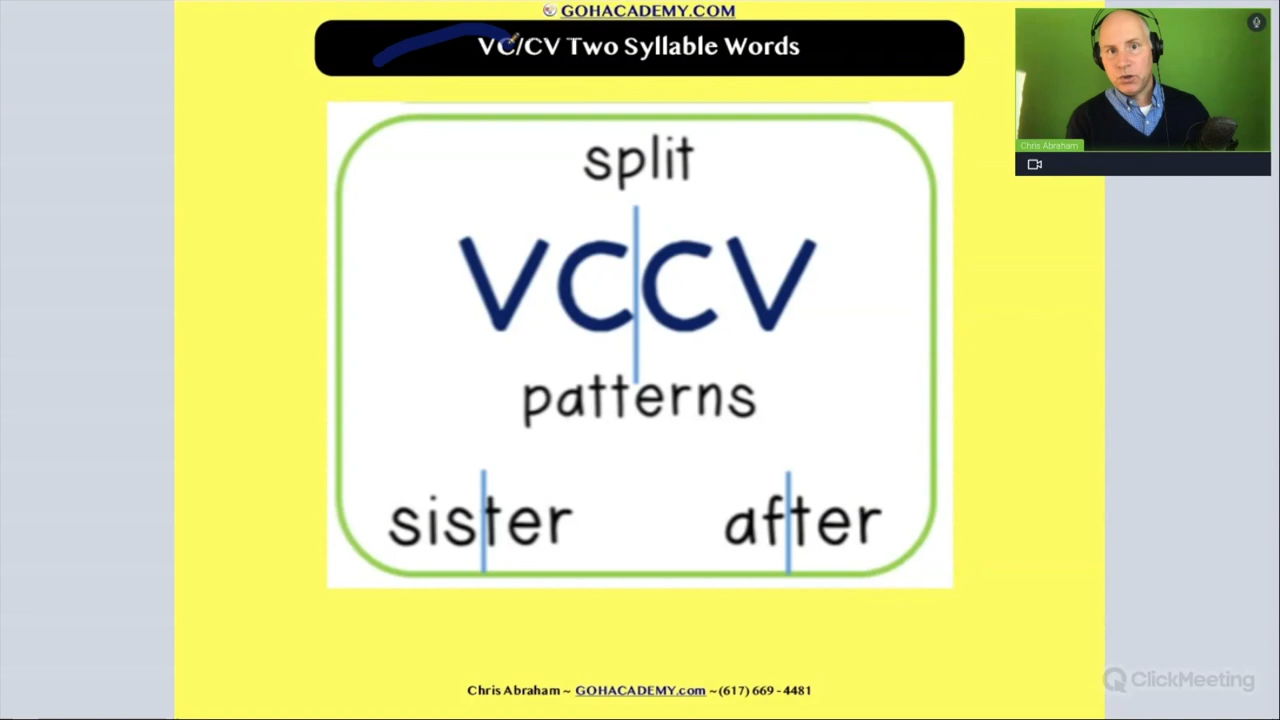 GOHACADEMY.COM
VC/CV Two Syllable Words
Chris Abraham
split
VCCV
patterns
sister after
Chris Abraham ~ GOHACADEMY.com ~(617) 669 - 4481
ClickMeeting